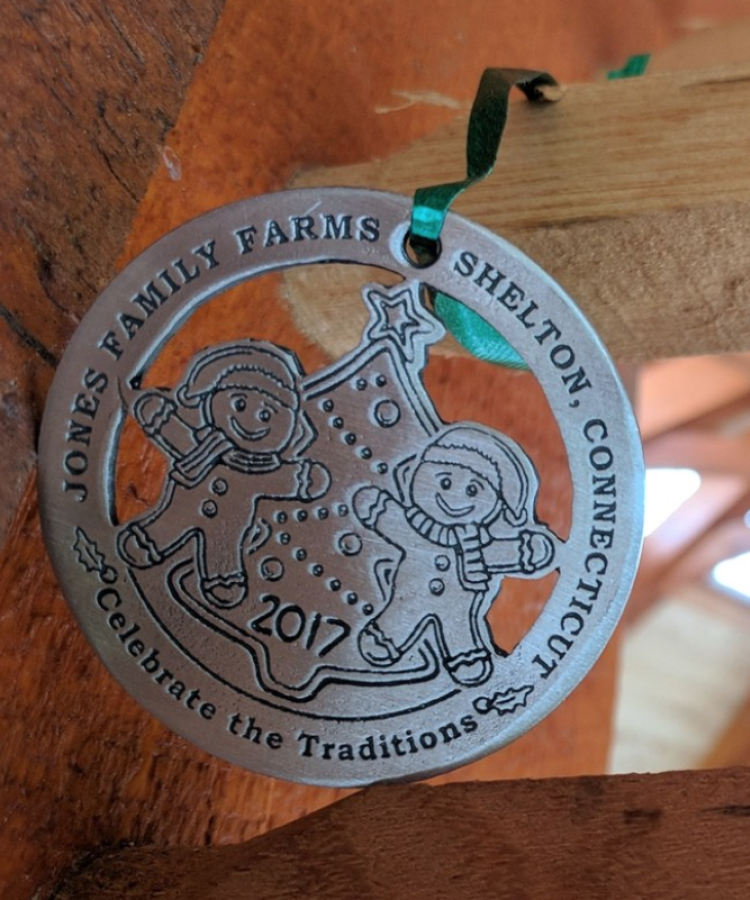 JONES FAMILY FARMS
SHELTON, CONNECTICUT
2017
Celebrate the Traditions